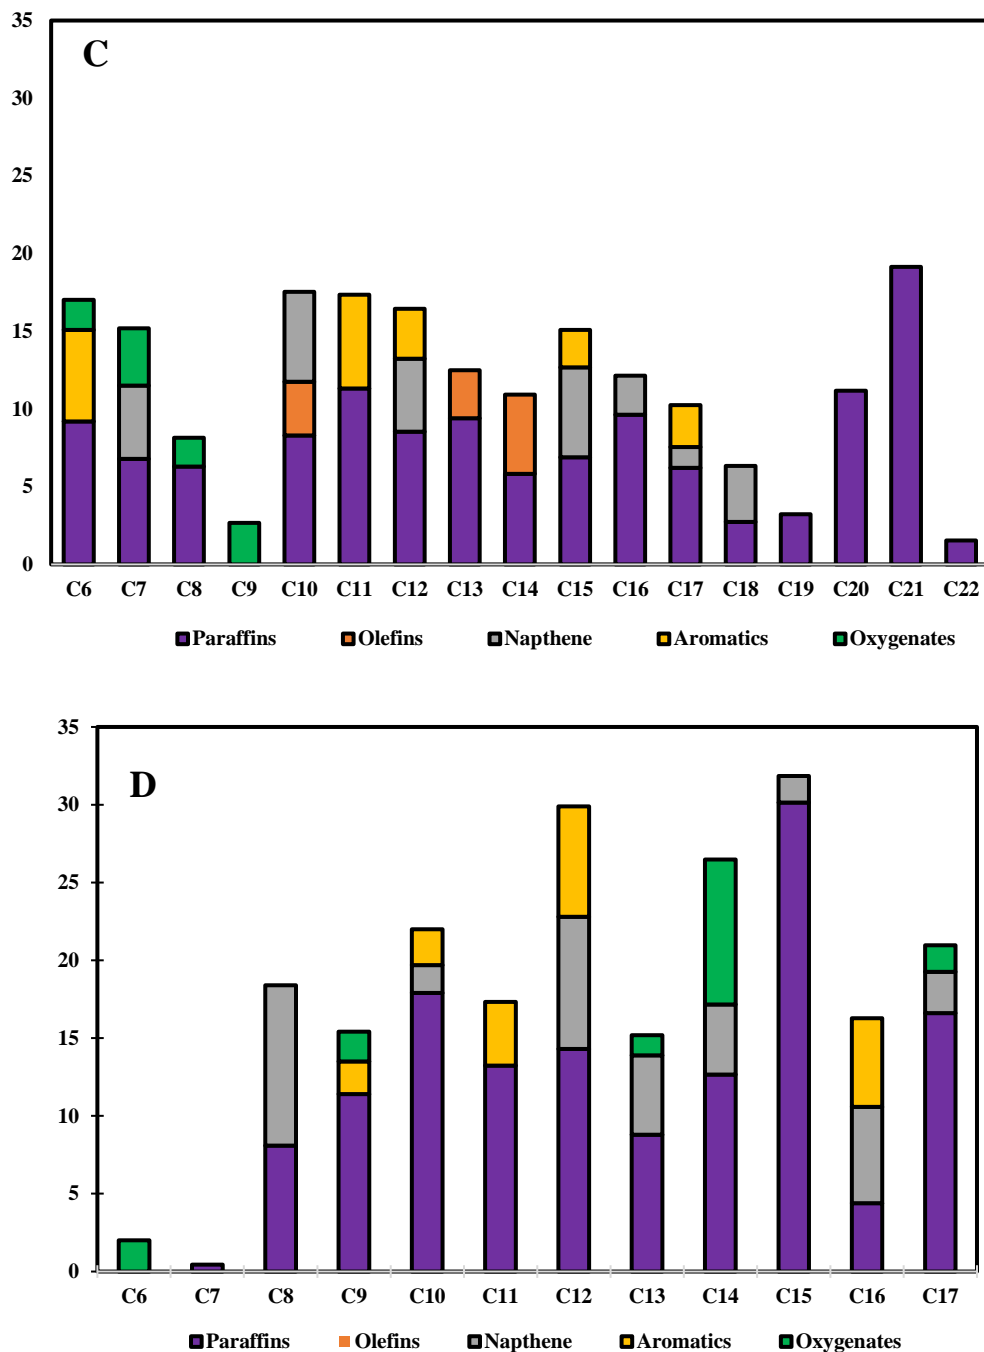 35
C
30
25
20
15
10
5
0
C6 C7 C8 C9 C10 C11 C12 C13 C14 C15 C16 C17 C18 C19 C20 C21 C22
Paraffins Olefins Napthene Aromatics Oxygenates
35
D
30
25
20
15
10
5
0
C6 C7 C8 C9 C10 C11 C12 C13 C14 C15 C16 C17
Paraffins Olefins Napthene Aromatics Oxygenates